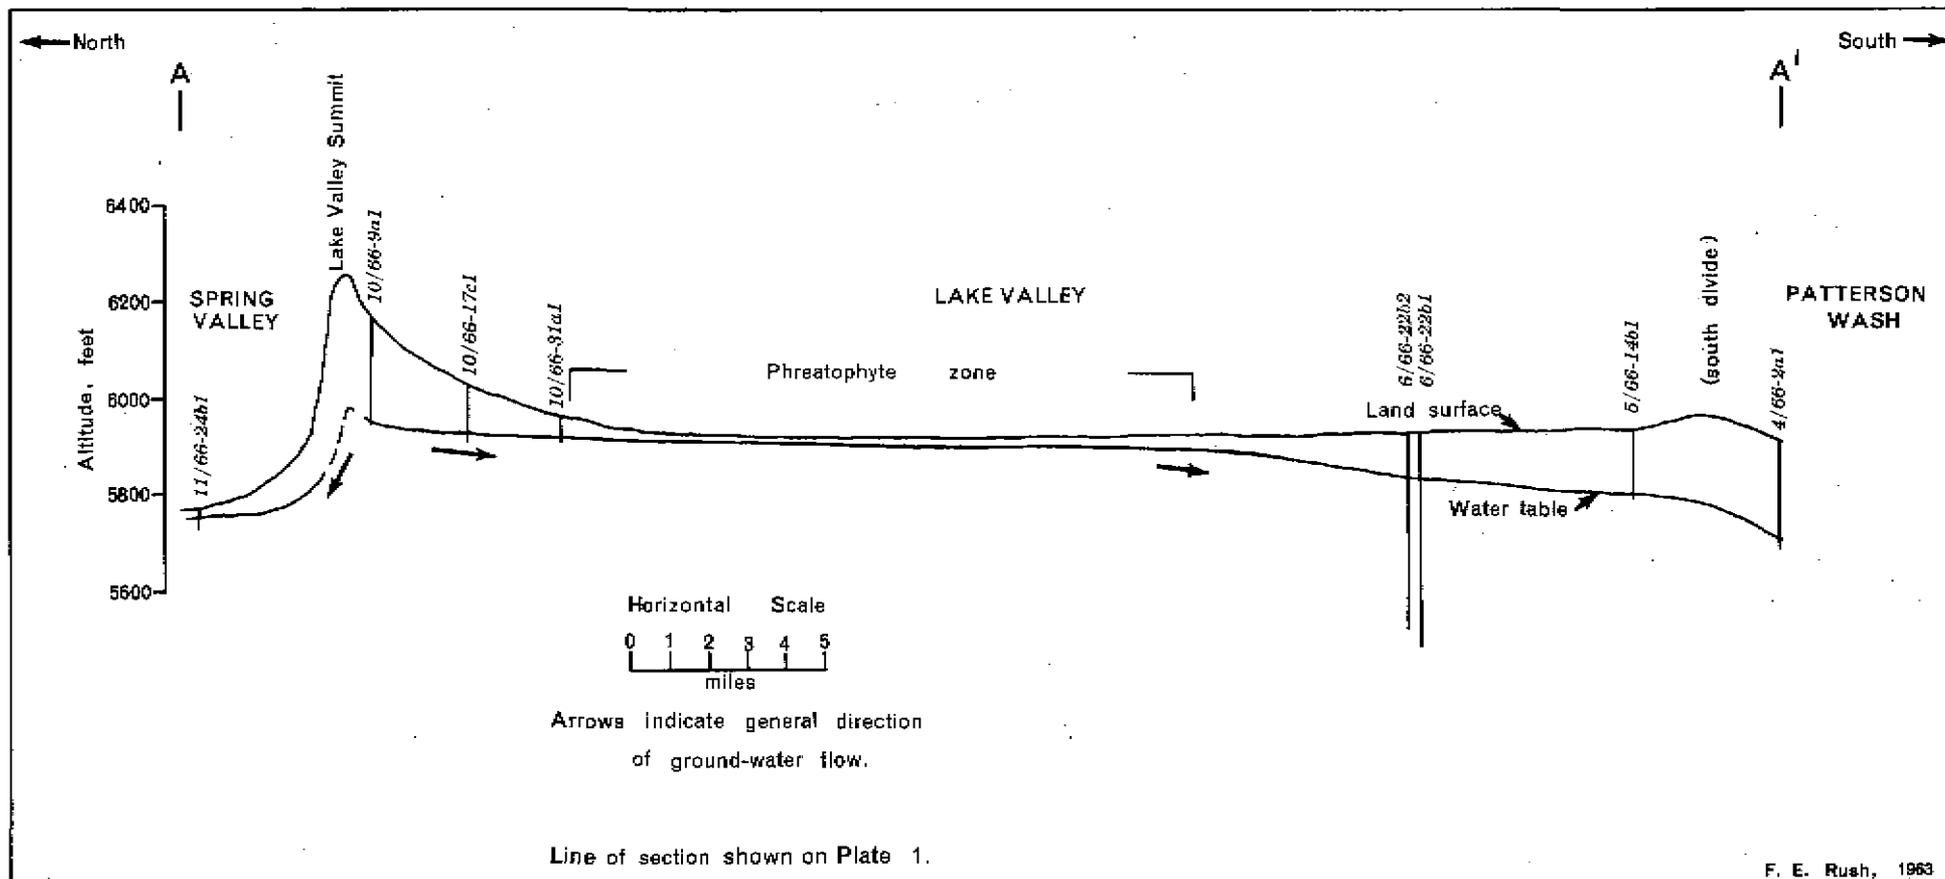 North
South
A
A'
Lake Valley Summit
6400
6200
6000
5800
5600
Altitude, feet
SPRING
VALLEY
LAKE VALLEY
PATTERSON
WASH
11/66-24b1
10/66-9a1
10/66-17c1
10/66-31a1
Phreatophyte zone
6/66-22b2
6/66-22b1
5/66-14b1
(south divide)
4/66-2a1
Land surface
Water table
Horizontal Scale
0 1 2 3 4 5
miles
Arrows indicate general direction
of ground-water flow.
Line of section shown on Plate 1.
F. E. Rush, 1963